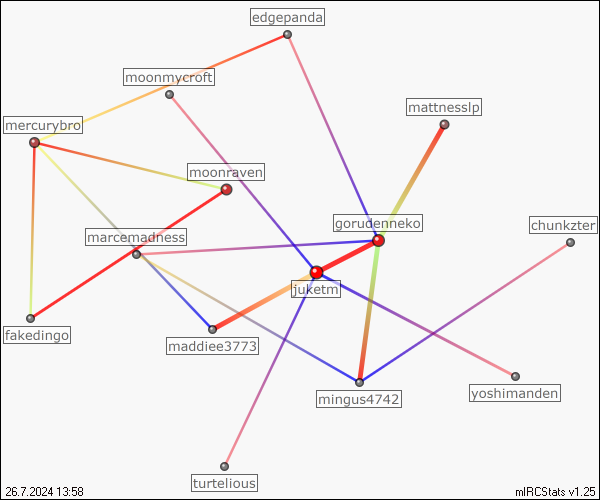 edgepanda
moonmycroft
mattnesslp
mercurybro
moonraven
gorudenneko
chunkzter
marcemadness
juketm
fakedingo
maddiee3773
yoshimanden
mingus4742
turtelious
26.7.2024 13:58
mIRCStats v1.25